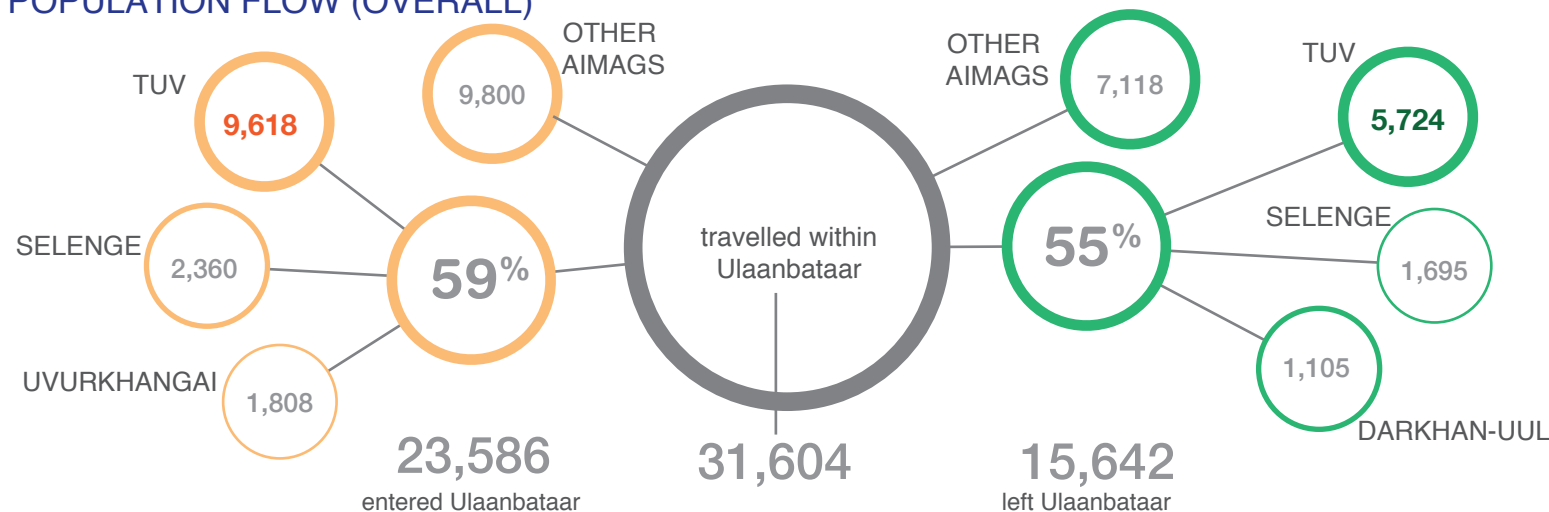 POPULATION FLOW (OVERALL)
OTHER
AIMAGS
9,800
TUV
9,618
SELENGE
2,360
UVURKHANGAI
1,808
59%
23,586
entered Ulaanbataar
travelled within
Ulaanbataar
31,604
OTHER
AIMAGS
7,118
TUV
5,724
55%
SELENGE
1,695
1,105
DARKHAN-UUL
15,642
left Ulaanbataar